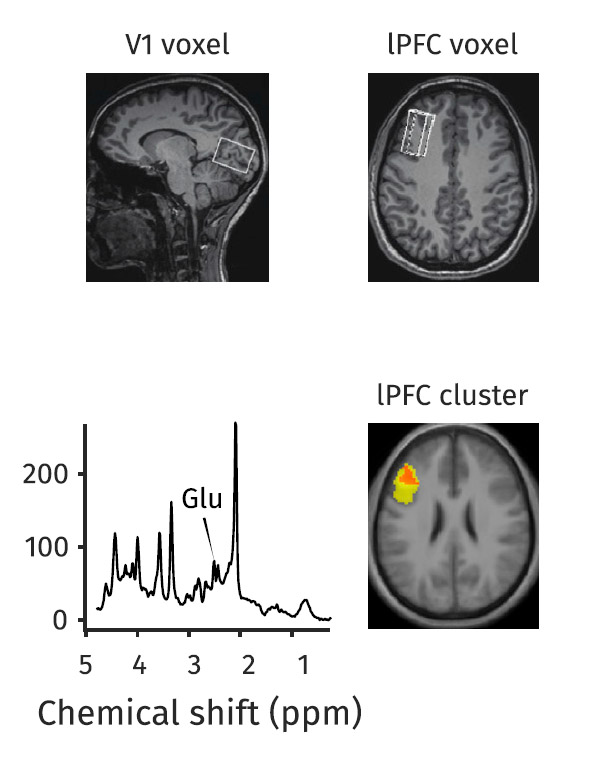 V1 voxel
lPFC voxel
lPFC cluster
200
100
0
Glu
5 4 3 2 1
Chemical shift (ppm)